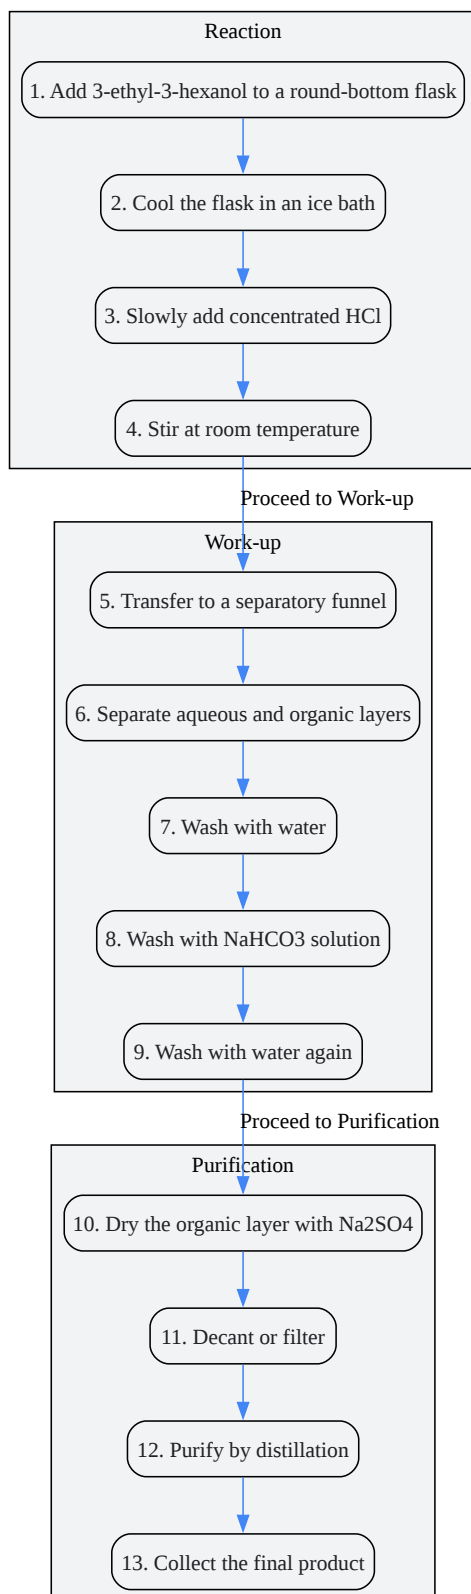 Reaction
1. Add 3-ethyl-3-hexanol to a round-bottom flask
2. Cool the flask in an ice bath
3. Slowly add concentrated HCl
4. Stir at room temperature
Proceed to Work-up
Work-up
5. Transfer to a separatory funnel
6. Separate aqueous and organic layers
7. Wash with water
8. Wash with NaHCO3 solution
9. Wash with water again
Proceed to Purification
Purification
10. Dry the organic layer with Na2SO4
11. Decant or filter
12. Purify by distillation
13. Collect the final product